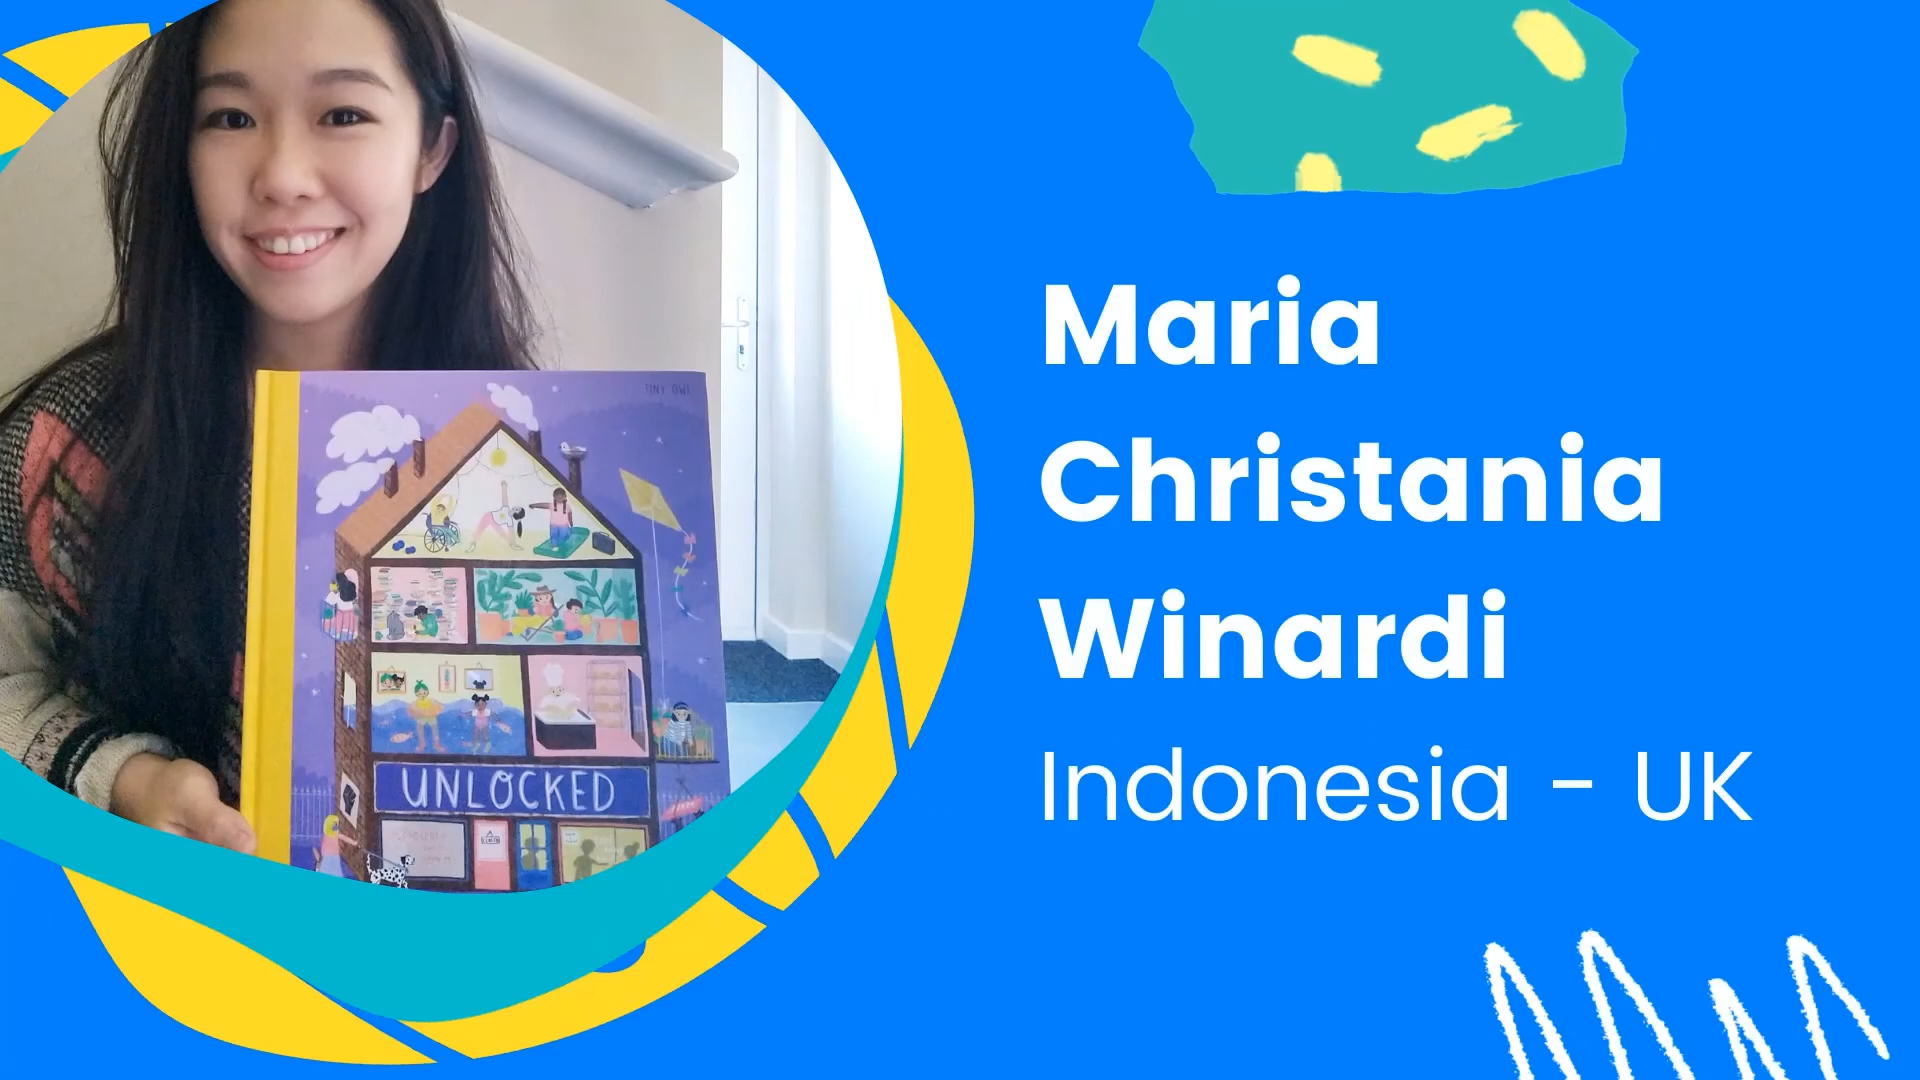 Maria
Christania
Winardi
Indonesia - UK
TINY OWL
UNLOCKED